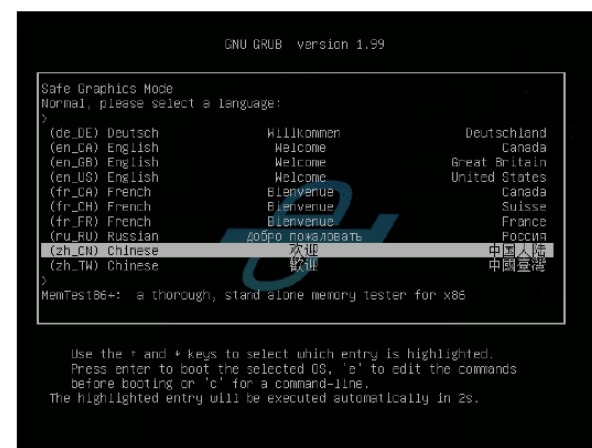 GNU GRUB version 1.99
Safe Graphics Mode
Normal, please select a language:
>
(de_DE) Deutsch Willkommen Deutschland
(en_CA) English Welcome Canada
(en_GB) English Welcome Great Britain
(en_US) English Welcome United States
(fr_CA) French Bienvenue Canada
(fr_CH) French Bienvenue Suisse
(fr_FR) French Bienvenue France
(ru_RU) Russian Добро пожаловать Россия
(zh_CN) Chinese 欢迎 中国人陆
(zh_TW) Chinese 歡迎 中國臺灣
>
MemTest86+: a thorough, stand alone memory tester for x86
Use the ↑ and ↓ keys to select which entry is highlighted.
Press enter to boot the selected OS, 'e' to edit the commands
before booting or 'c' for a command-line.
The highlighted entry will be executed automatically in 2s.